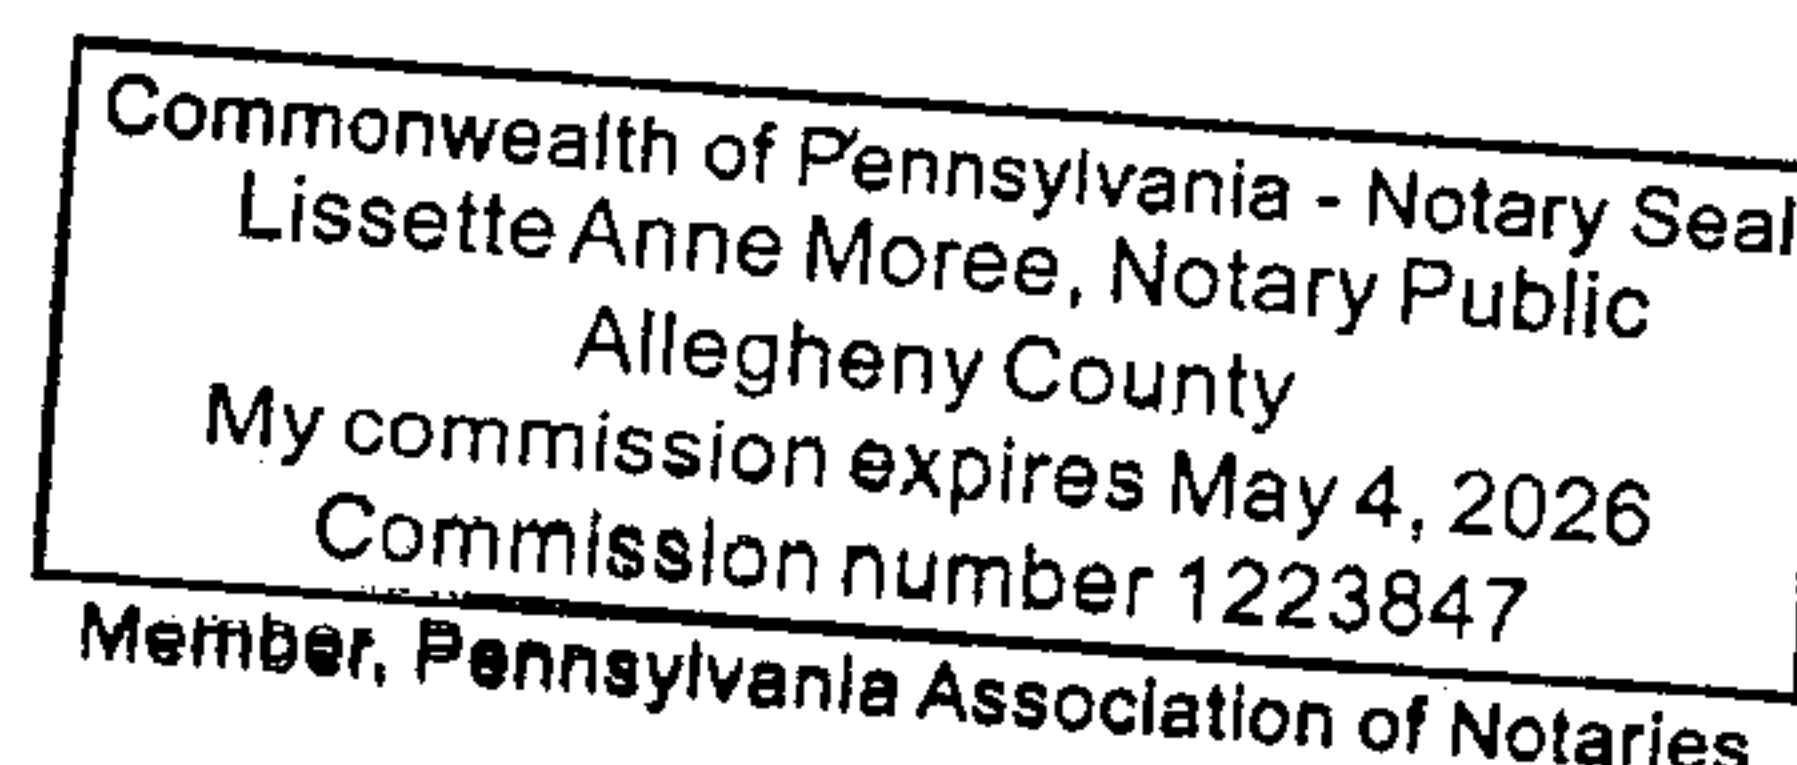 Commonwealth of Pennsylvania - Notary Seal
Lissette Anne Moree, Notary Public
Allegheny County
My commission expires May 4, 2026
Commission number 1223847
Member, Pennsylvania Association of Notaries